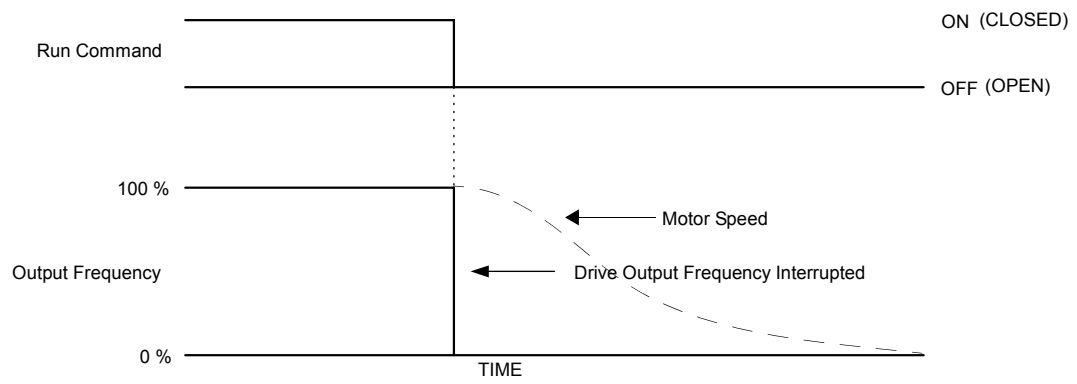 ON (CLOSED)
Run Command
OFF (OPEN)
100 %
Motor Speed
Output Frequency
Drive Output Frequency Interrupted
0 %
TIME